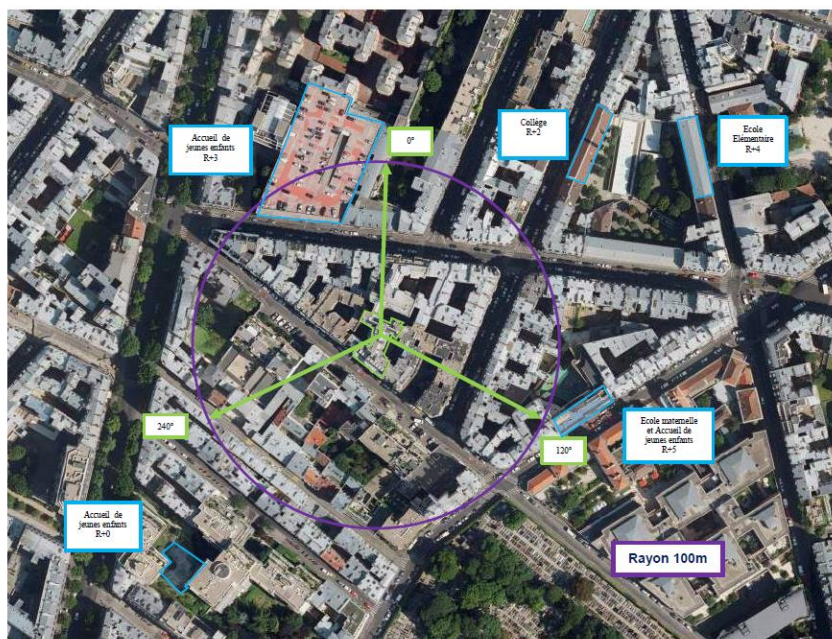 Accueil de
jeunes enfants
R+3
0°
Collège
R+2
Ecole
Elémentaire
R+4
240°
120°
Ecole maternelle
et Accueil de
jeunes enfants
R+5
Accueil de
jeunes enfants
R+0
Rayon 100m